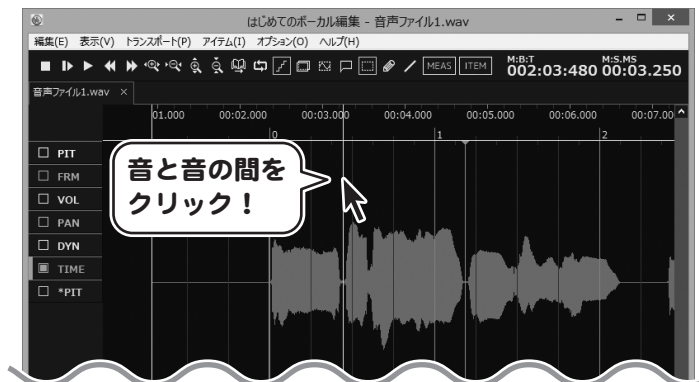 はじめてのボーカル編集 - 音声ファイル1.wav
編集(E) 表示(V) トランスポート(P) アイテム(I) オプション(O) ヘルプ(H)
MEAS ITEM M:B:T 002:03:480 M:S.MS 00:03.250
音声ファイル1.wav ×
01.000 00:02.000 00:03.000 00:04.000 00:05.000 00:06.000 00:07.00
0 1 2
PIT
FRM
VOL
PAN
DYN
TIME
*PIT
音と音の間を
クリック！